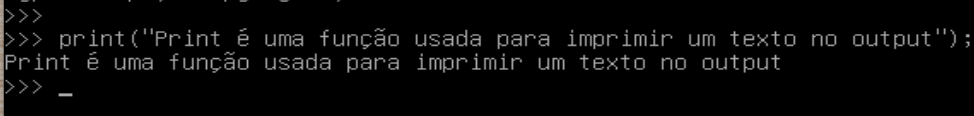 >>>
>>> print("Print é uma função usada para imprimir um texto no output");
Print é uma função usada para imprimir um texto no output
>>> _